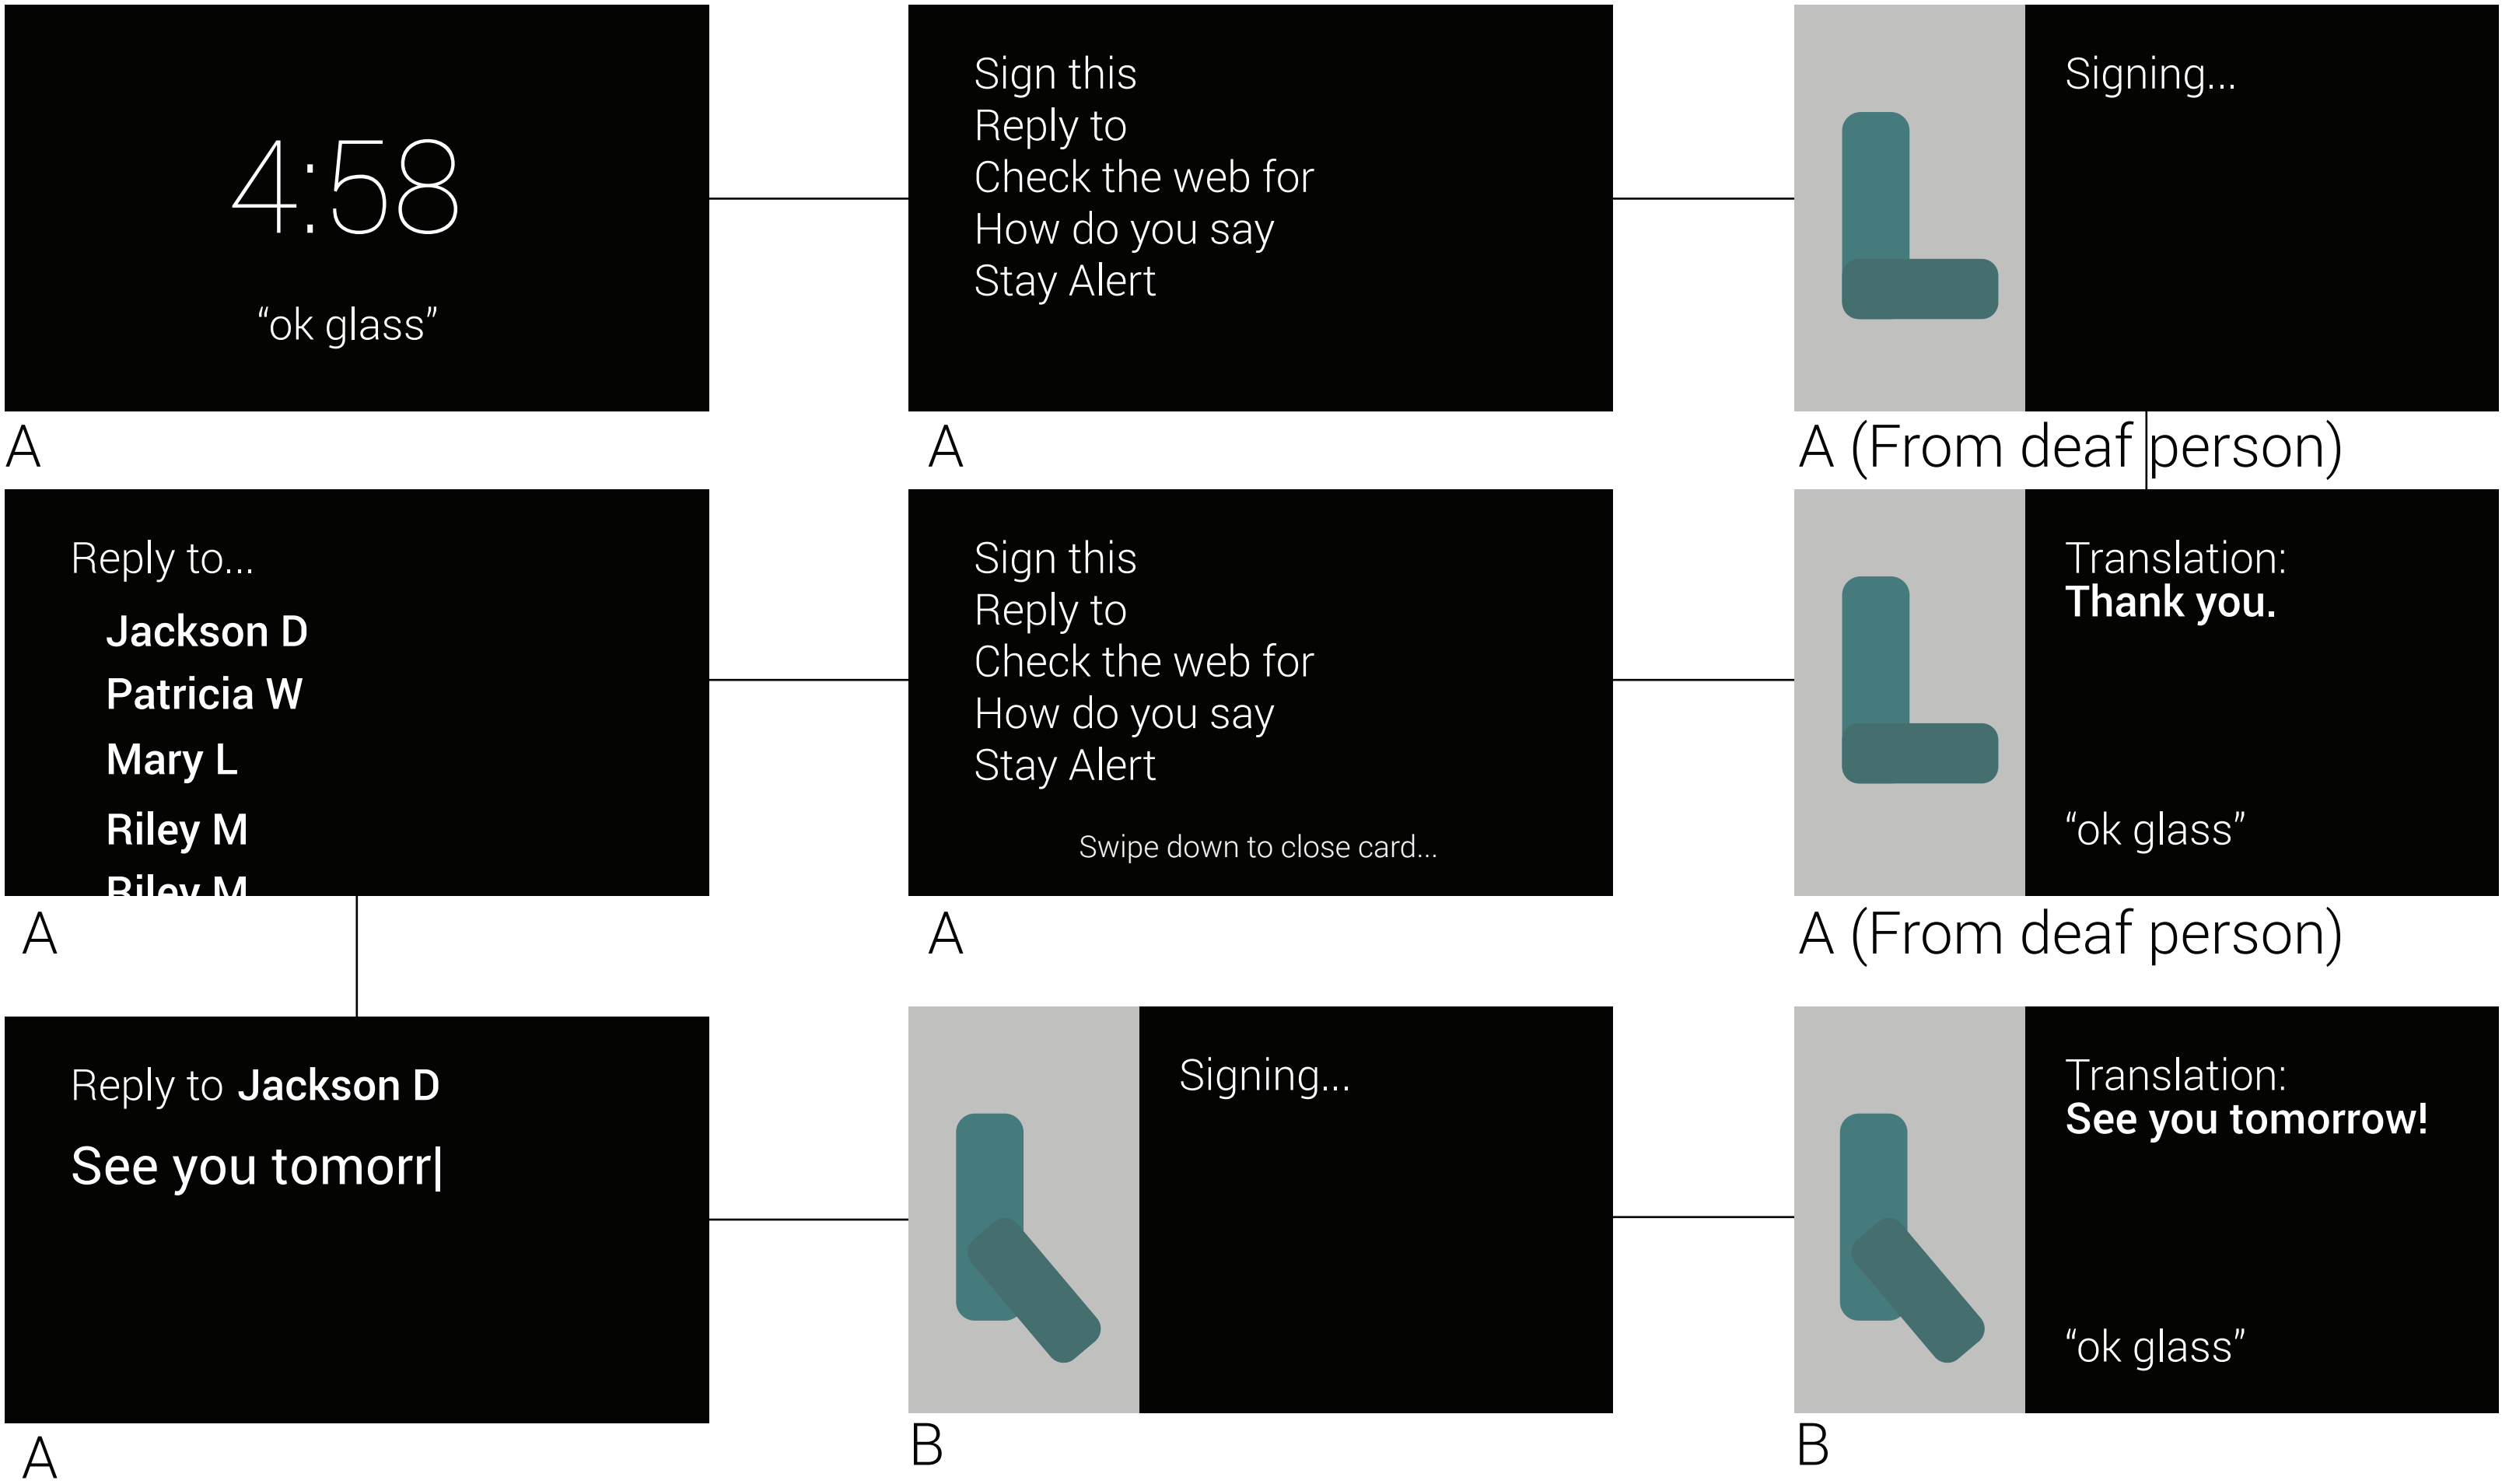 4:58
“ok glass”
A
Sign this
Reply to
Check the web for
How do you say
Stay Alert
A
Signing...
A (From deaf person)
Reply to...
Jackson D
Patricia W
Mary L
Riley M
Riley M
A
Sign this
Reply to
Check the web for
How do you say
Stay Alert
Swipe down to close card...
A
Translation:
Thank you.
“ok glass”
A (From deaf person)
Reply to Jackson D
See you tomorr|
A
Signing...
B
Translation:
See you tomorrow!
“ok glass”
B